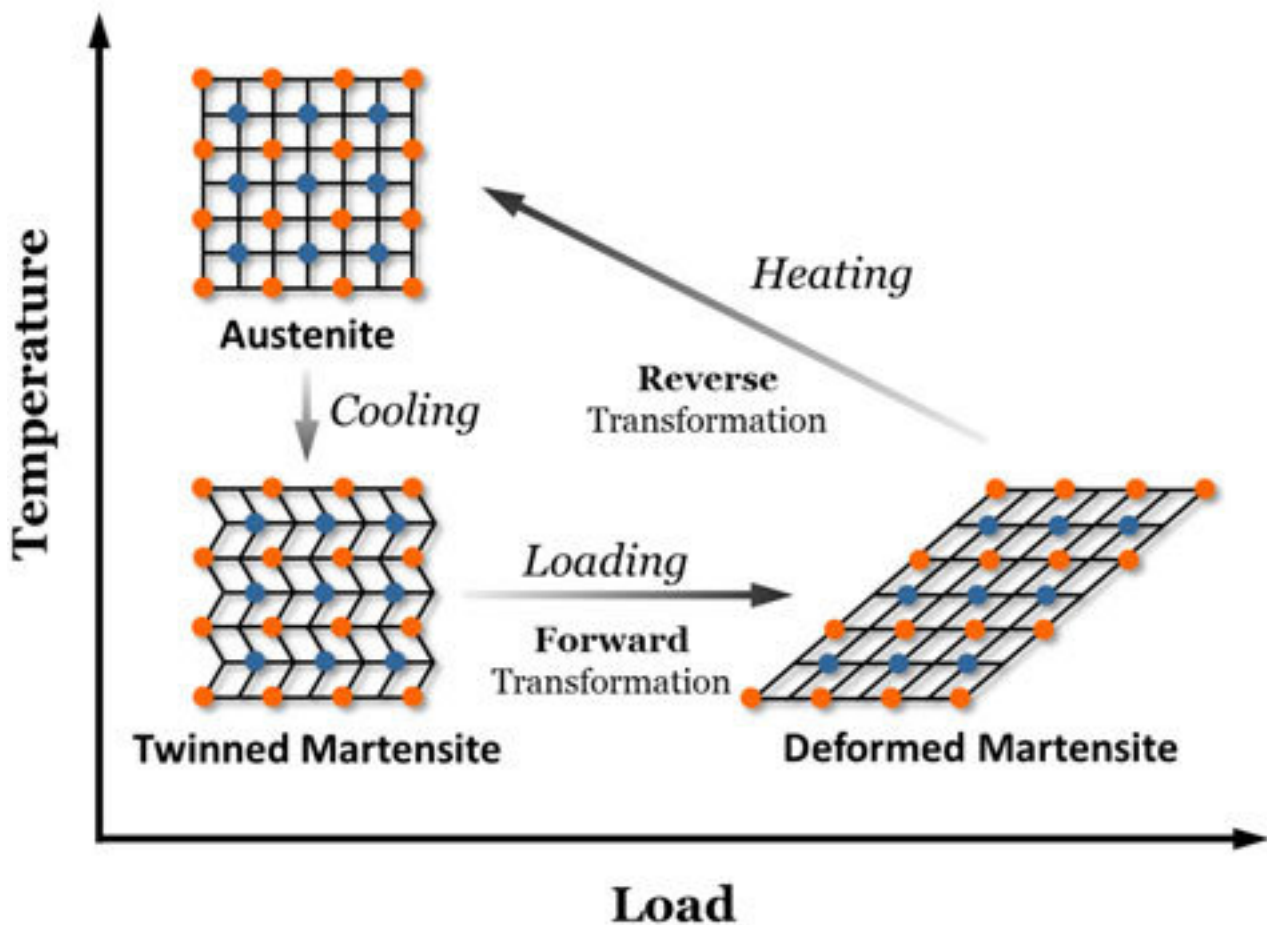 Temperature
Austenite
Cooling
Heating
Reverse
Transformation
Loading
Forward
Transformation
Twinned Martensite
Deformed Martensite
Load